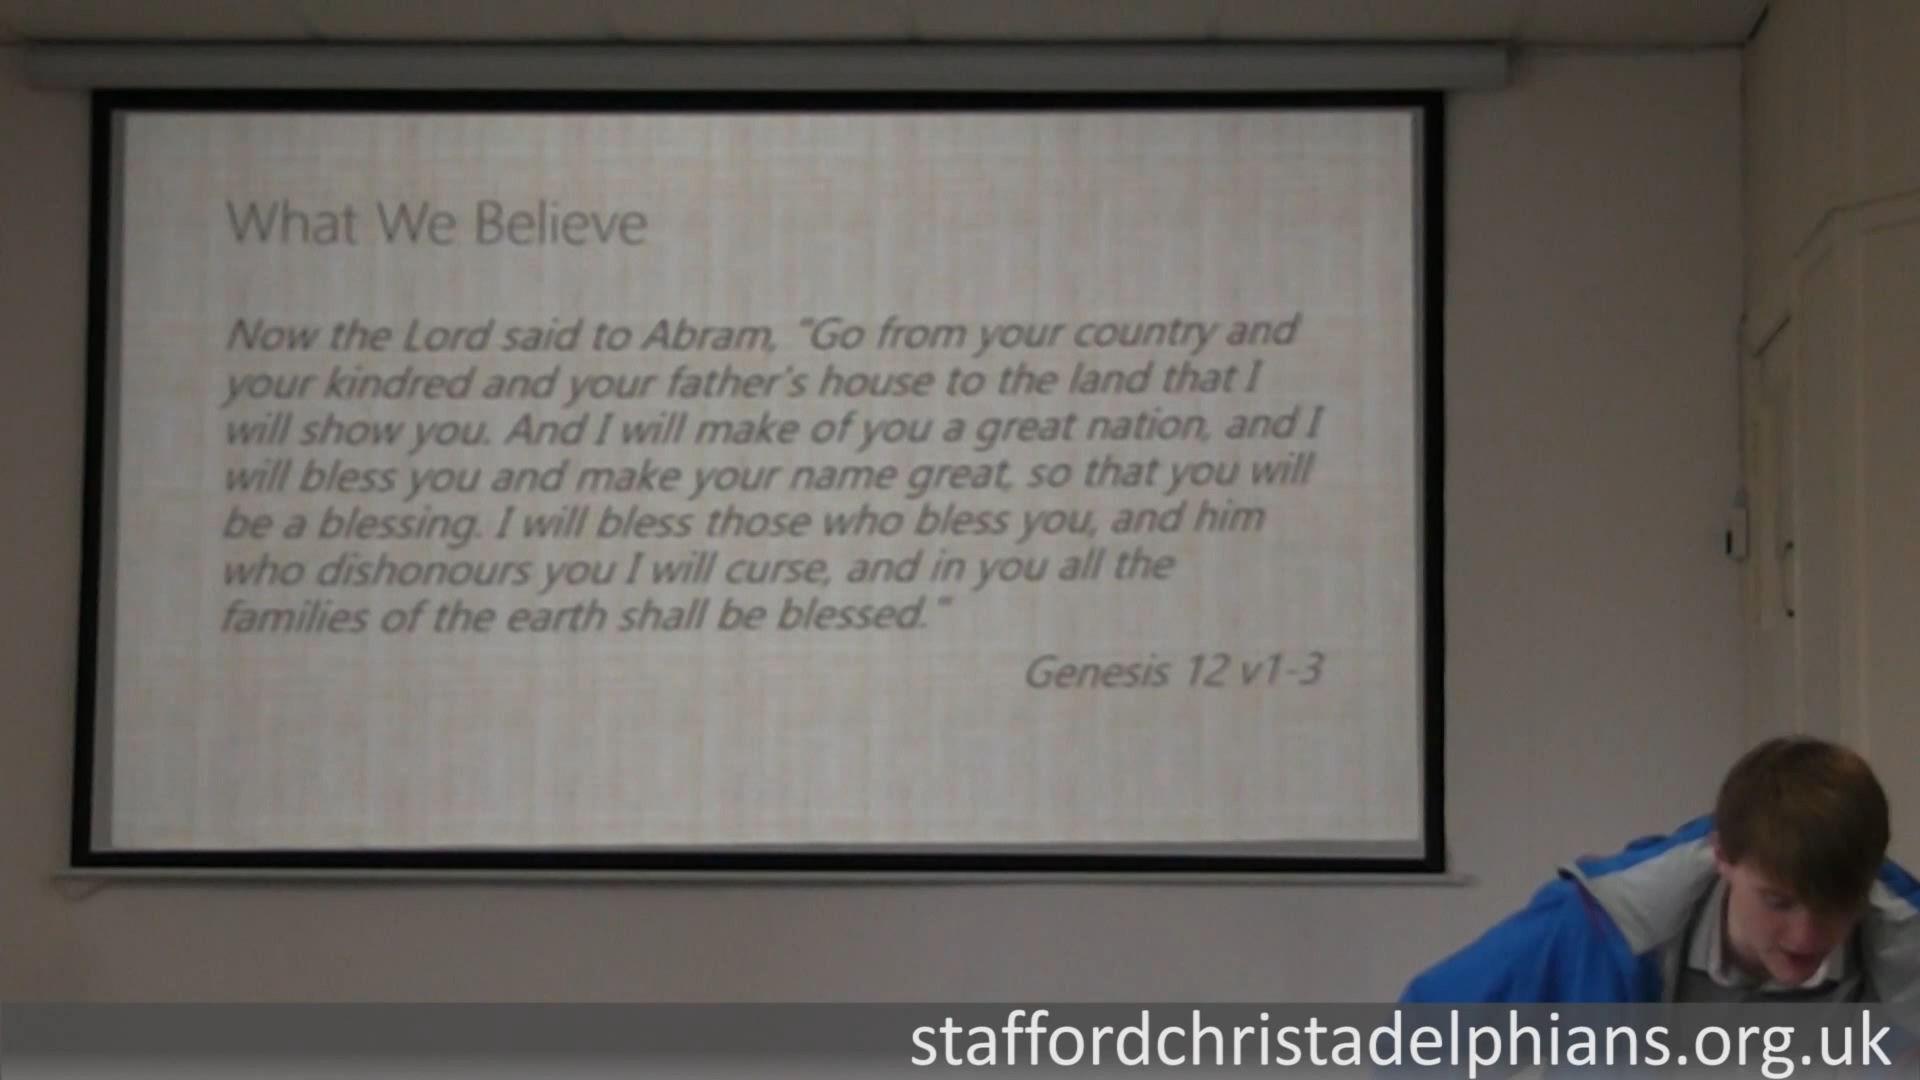 What We Believe
Now the Lord said to Abram, "Go from your country and
your kindred and your father's house to the land that I
will show you. And I will make of you a great nation, and I
will bless you and make your name great, so that you will
be a blessing. I will bless those who bless you, and him
who dishonours you I will curse, and in you all the
families of the earth shall be blessed."
Genesis 12 v1-3
staffordchristadelphians.org.uk